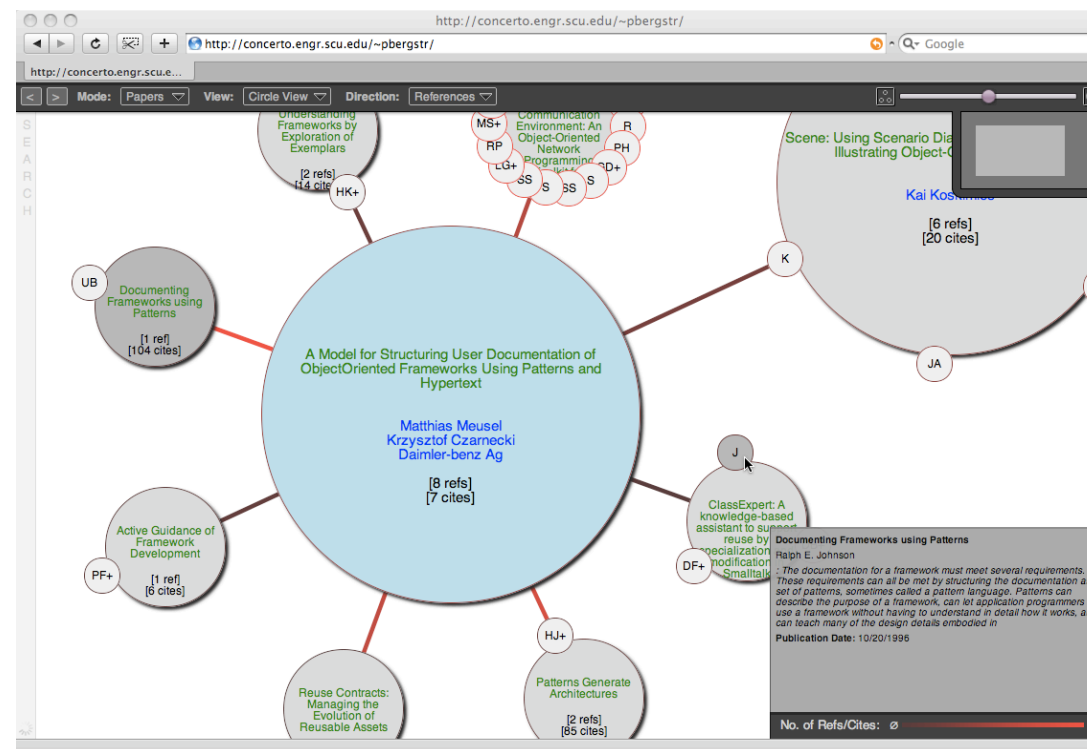 http://concerto.engr.scu.edu/~pbergstr/
http://concerto.engr.scu.edu/~pbergstr/
Google
http://concerto.engr.scu.e...
< > Mode: Papers View: Circle View Direction: References
SEARCH
Understanding
Frameworks by
Exploration of
Exemplars
[2 refs]
[14 cite
HK+
MS+
RP
LG+
SS
S
SS
S
SD+
PH
R
Communication
Environment: An
Object-Oriented
Network
Programming
Scene: Using Scenario Dia
Illustrating Object-O
Kai Koskimies
[6 refs]
[20 cites]
K
JA
UB
Documenting
Frameworks using
Patterns
[1 ref]
[104 cites]
A Model for Structuring User Documentation of
ObjectOriented Frameworks Using Patterns and
Hypertext
Matthias Meusel
Krzysztof Czarnecki
Daimler-benz Ag
[8 refs]
[7 cites]
J
ClassExpert: A
knowledge-based
assistant to support
reuse by
specialization
modification
Smalltalk
DF+
Active Guidance of
Framework
Development
[1 ref]
[6 cites]
PF+
HJ+
Patterns Generate
Architectures
[2 refs]
[85 cites]
Reuse Contracts:
Managing the
Evolution of
Reusable Assets
Documenting Frameworks using Patterns
Ralph E. Johnson
: The documentation for a framework must meet several requirements.
These requirements can all be met by structuring the documentation a
set of patterns, sometimes called a pattern language. Patterns can
describe the purpose of a framework, can let application programmers
use a framework without having to understand in detail how it works, a
can teach many of the design details embodied in
Publication Date: 10/20/1996
No. of Refs/Cites: ø